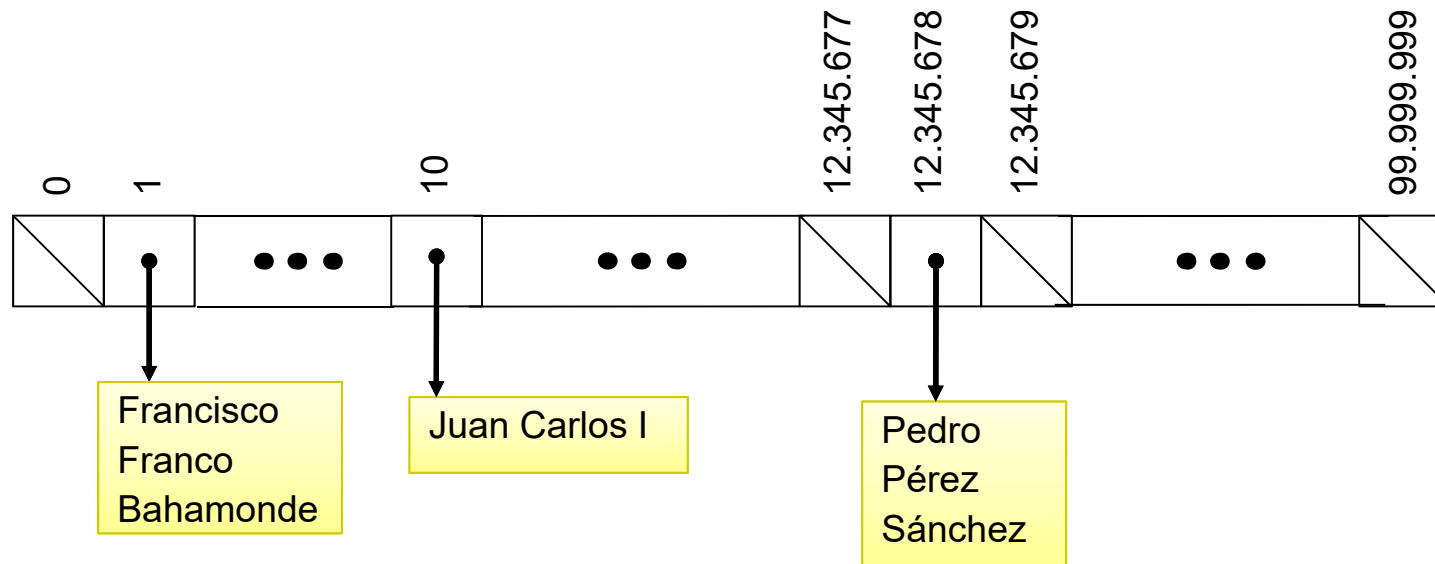 0
1
10
12.345.677
12.345.678
12.345.679
99.999.999
Francisco
Franco
Bahamonde
Juan Carlos I
Pedro
Pérez
Sánchez